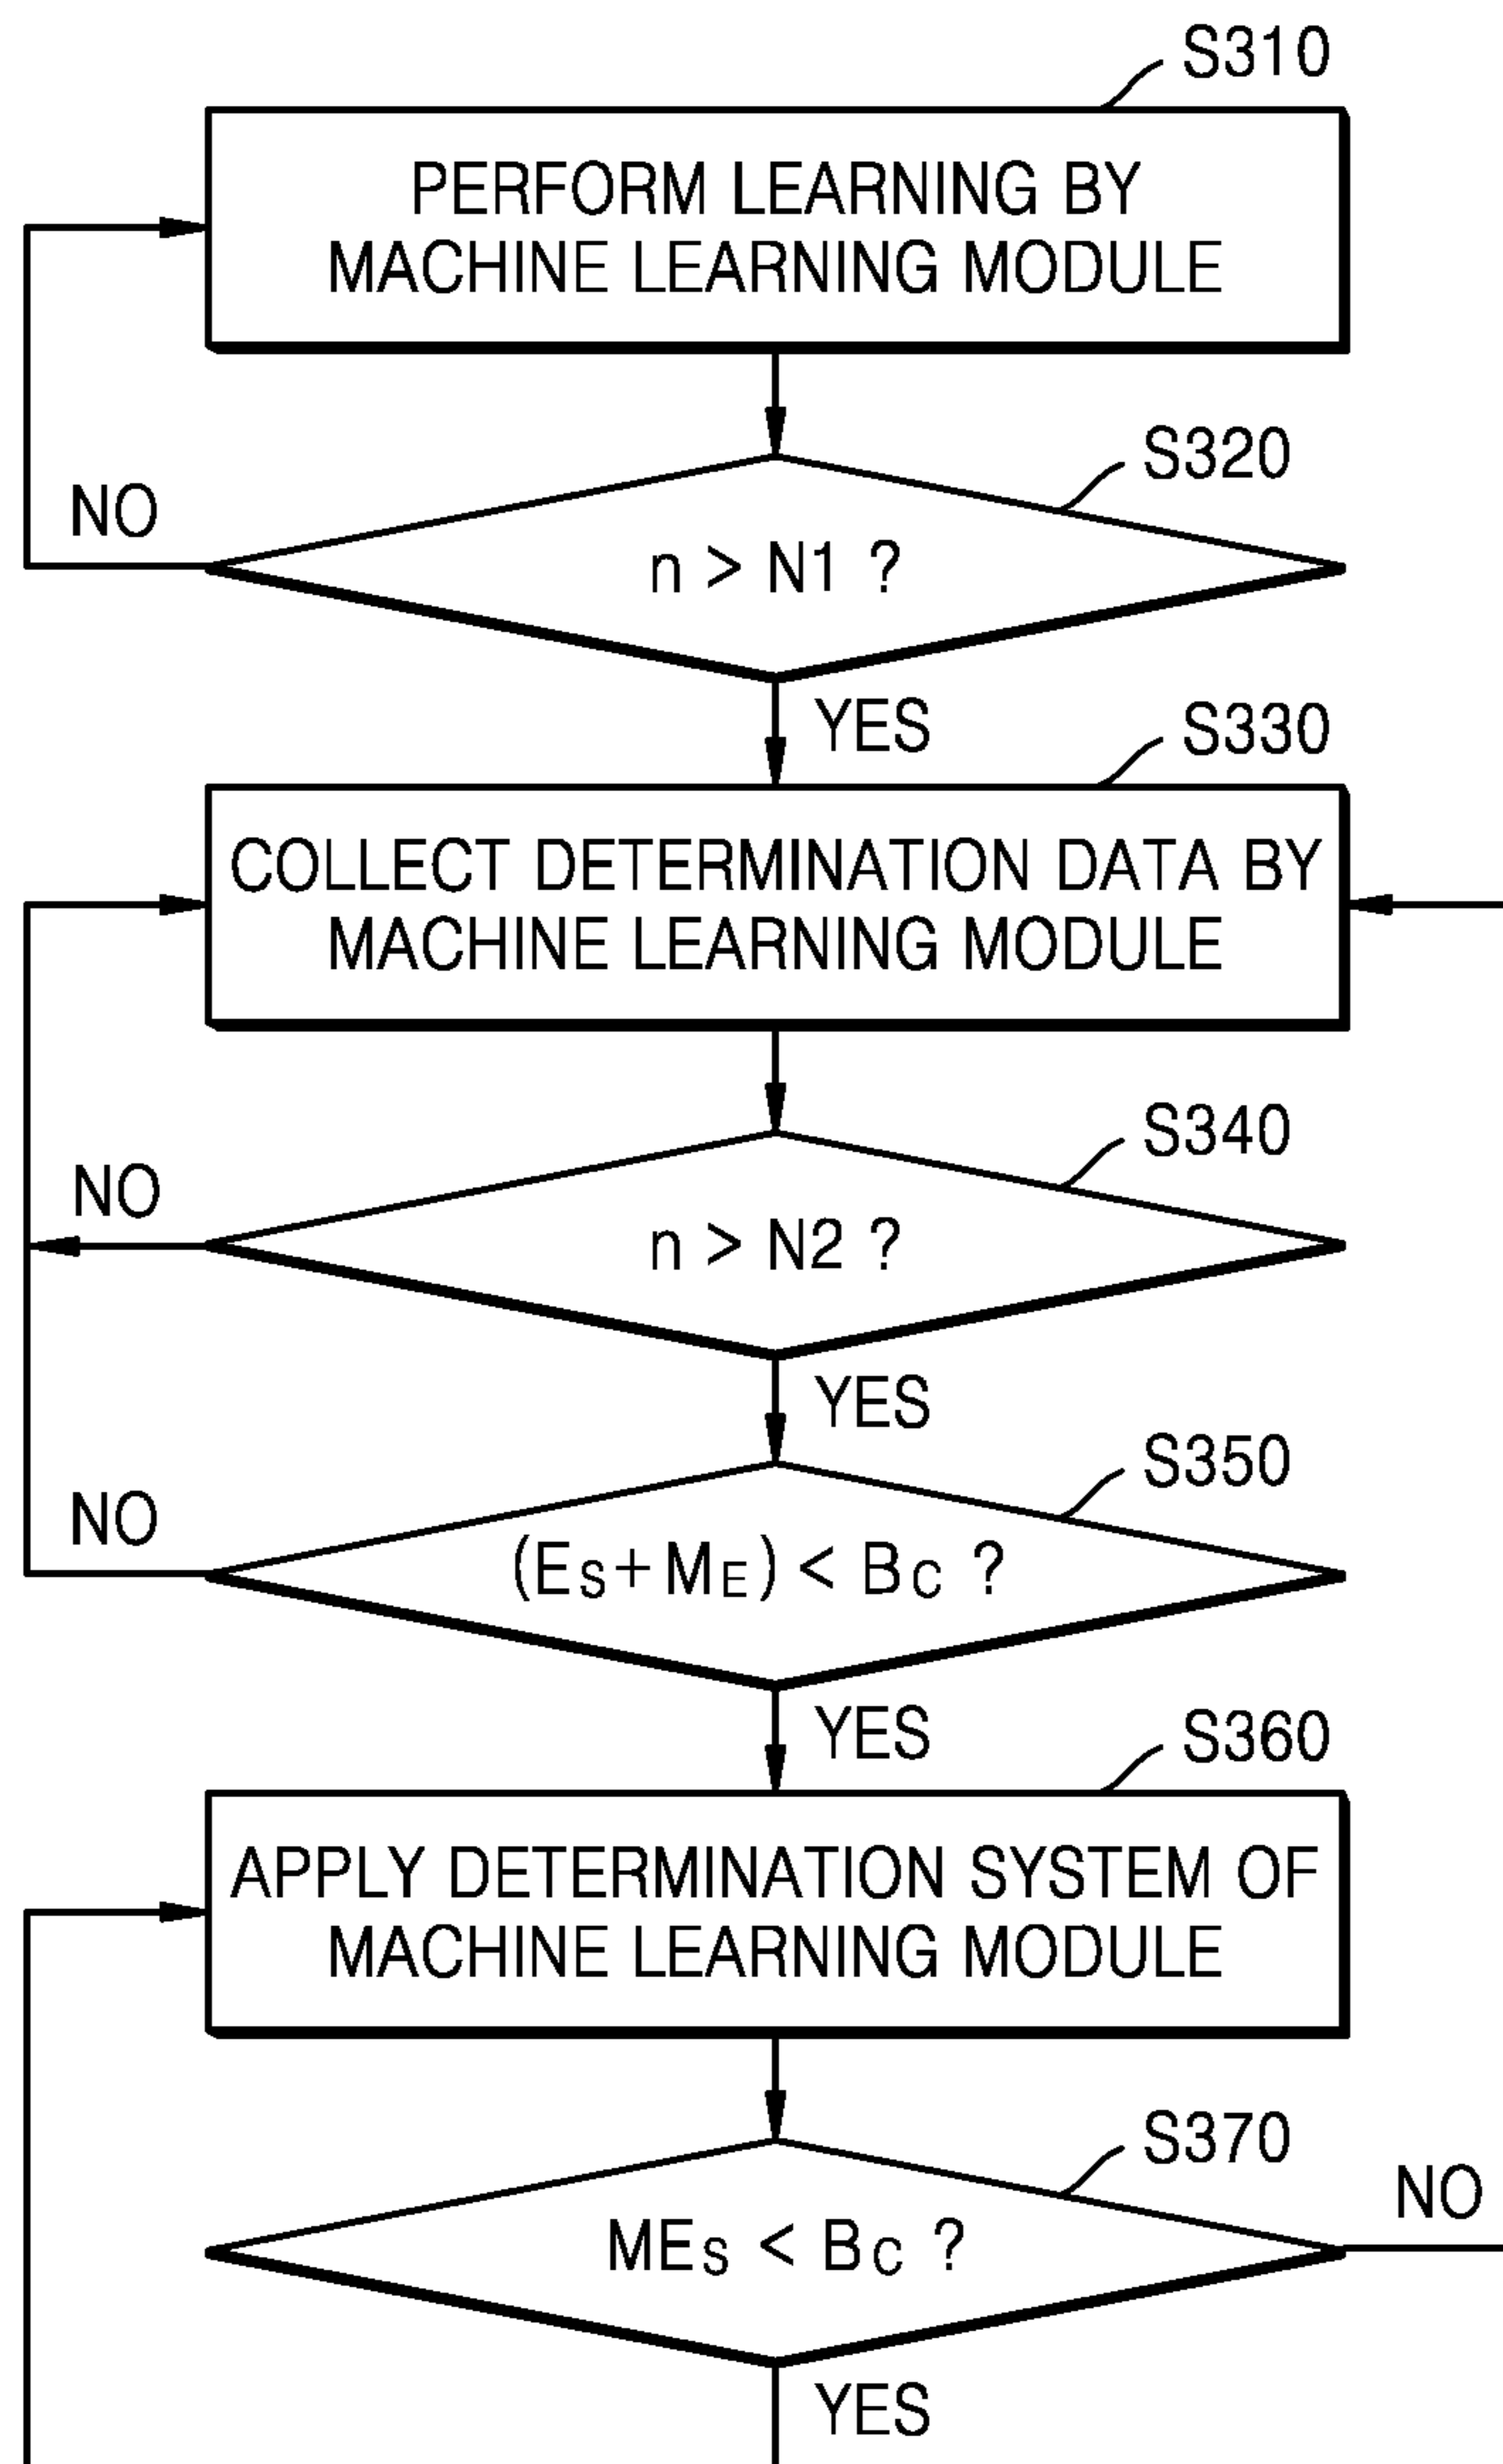 S310
PERFORM LEARNING BY
MACHINE LEARNING MODULE
S320
NO
n > N1 ?
YES
S330
COLLECT DETERMINATION DATA BY
MACHINE LEARNING MODULE
S340
NO
n > N2 ?
YES
S350
NO
(ES+ME) < BC ?
YES
S360
APPLY DETERMINATION SYSTEM OF
MACHINE LEARNING MODULE
S370
NO
MES < BC ?
YES